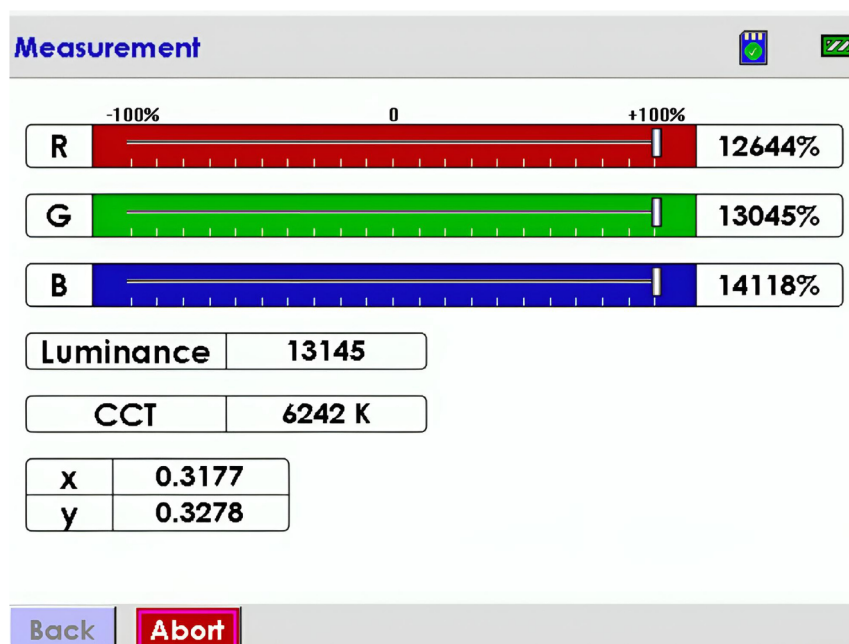 Measurement
-100% 0 +100%
R 12644%
G 13045%
B 14118%
Luminance 13145
CCT 6242 K
x 0.3177
y 0.3278
Back Abort